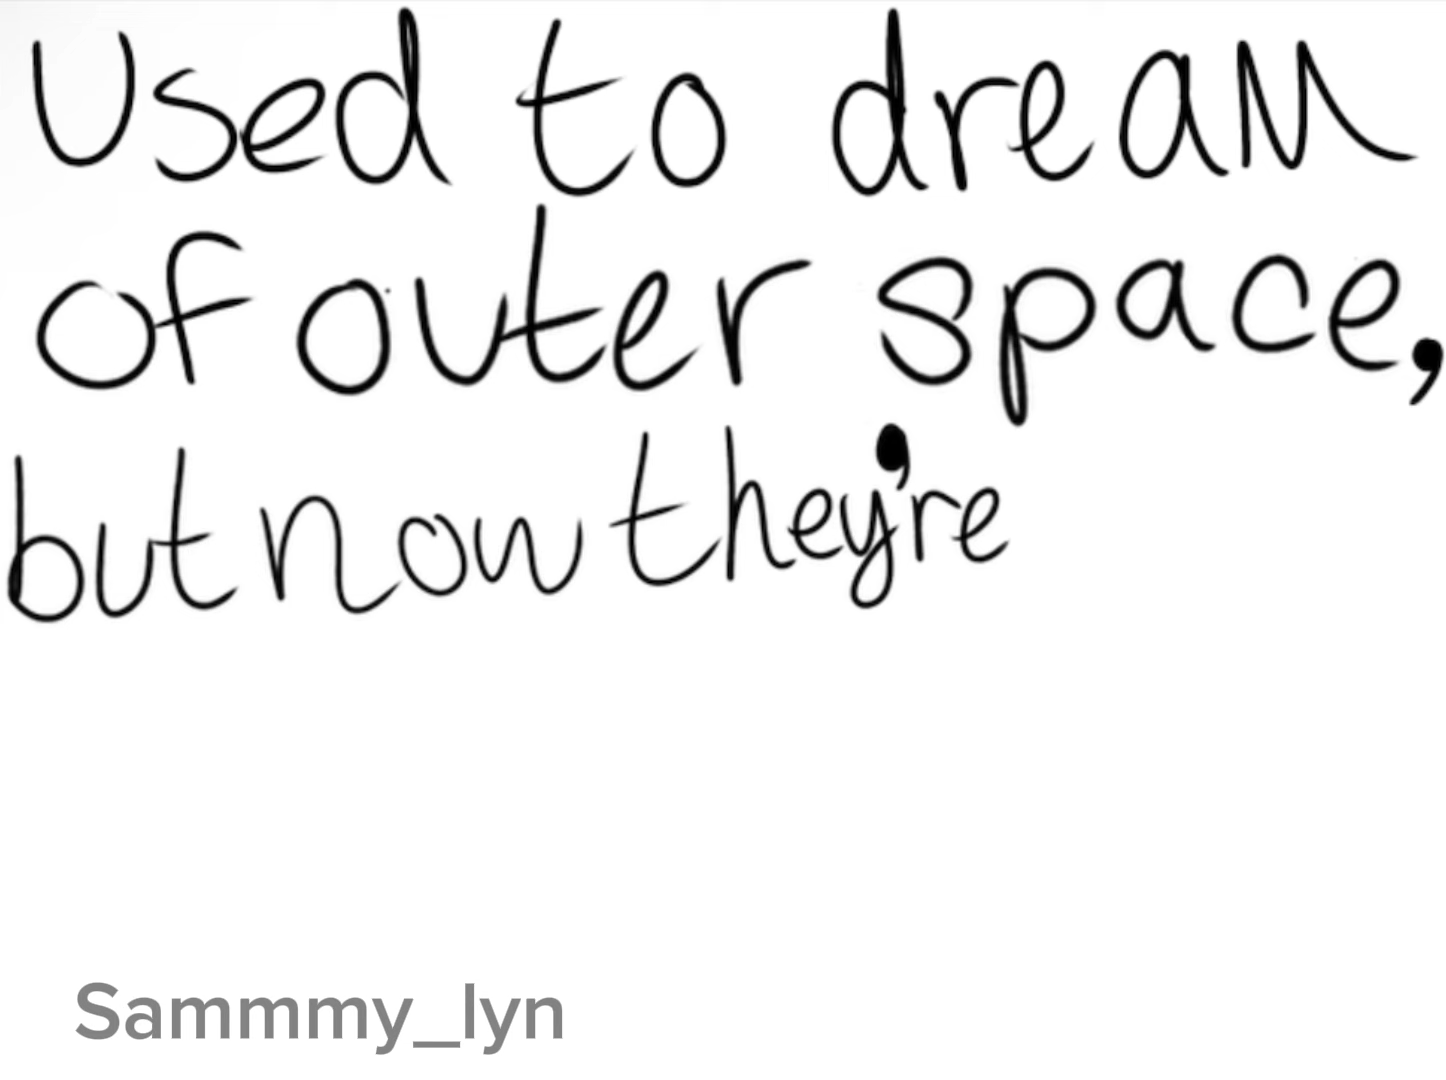 Used to dream
of outer space,
but now they're
Sammmy_lyn